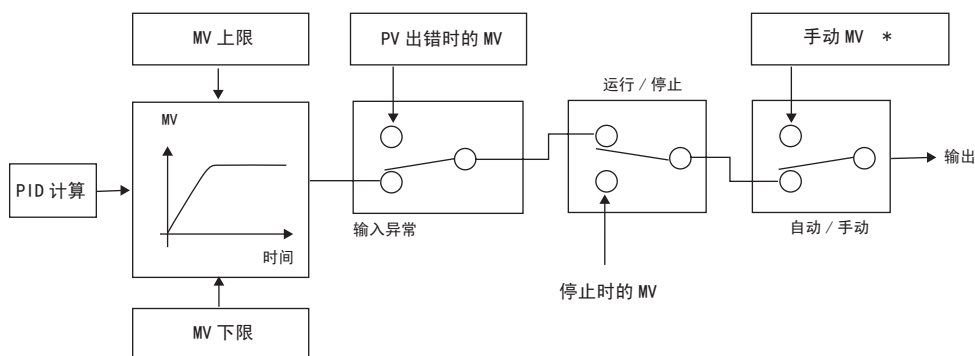 MV 上限
PV 出错时的 MV
手动 MV *
运行 / 停止
MV
PID 计算
输出
输入异常
自动 / 手动
时间
停止时的 MV
MV 下限